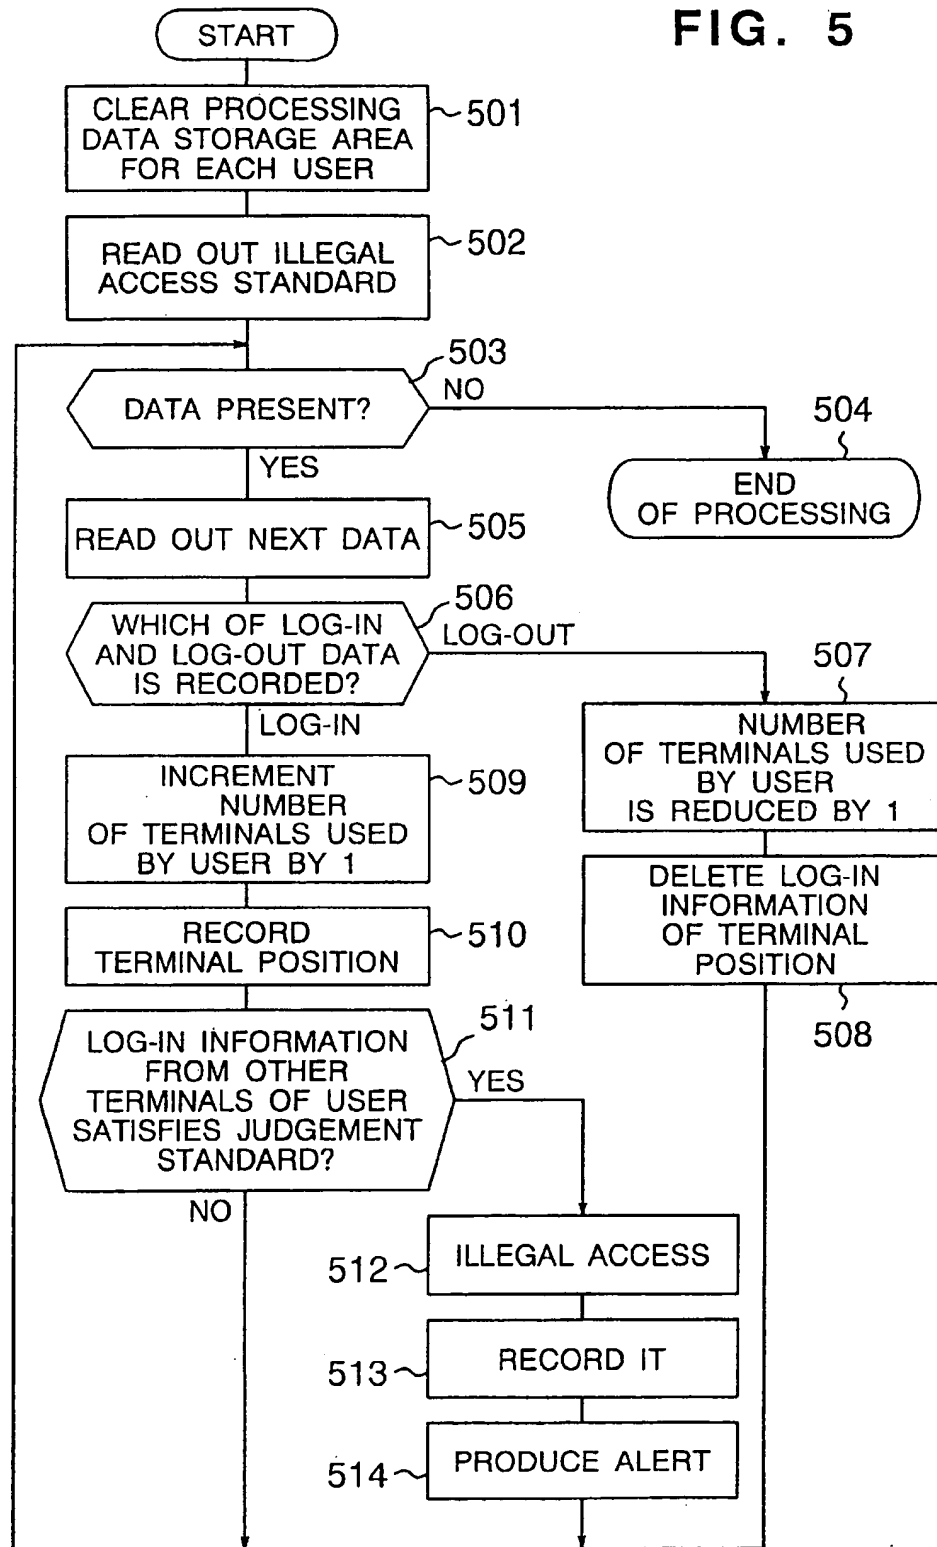 FIG. 5
START
CLEAR PROCESSING
DATA STORAGE AREA
FOR EACH USER
501
READ OUT ILLEGAL
ACCESS STANDARD
502
503
DATA PRESENT?
NO
YES
504
END
OF PROCESSING
READ OUT NEXT DATA
505
506
WHICH OF LOG-IN
AND LOG-OUT DATA
IS RECORDED?
LOG-OUT
LOG-IN
507
NUMBER
OF TERMINALS USED
BY USER
IS REDUCED BY 1
INCREMENT
NUMBER
OF TERMINALS USED
BY USER BY 1
509
DELETE LOG-IN
INFORMATION
OF TERMINAL
POSITION
508
RECORD
TERMINAL POSITION
510
511
LOG-IN INFORMATION
FROM OTHER
TERMINALS OF USER
SATISFIES JUDGEMENT
STANDARD?
YES
NO
ILLEGAL ACCESS
512
RECORD IT
513
PRODUCE ALERT
514